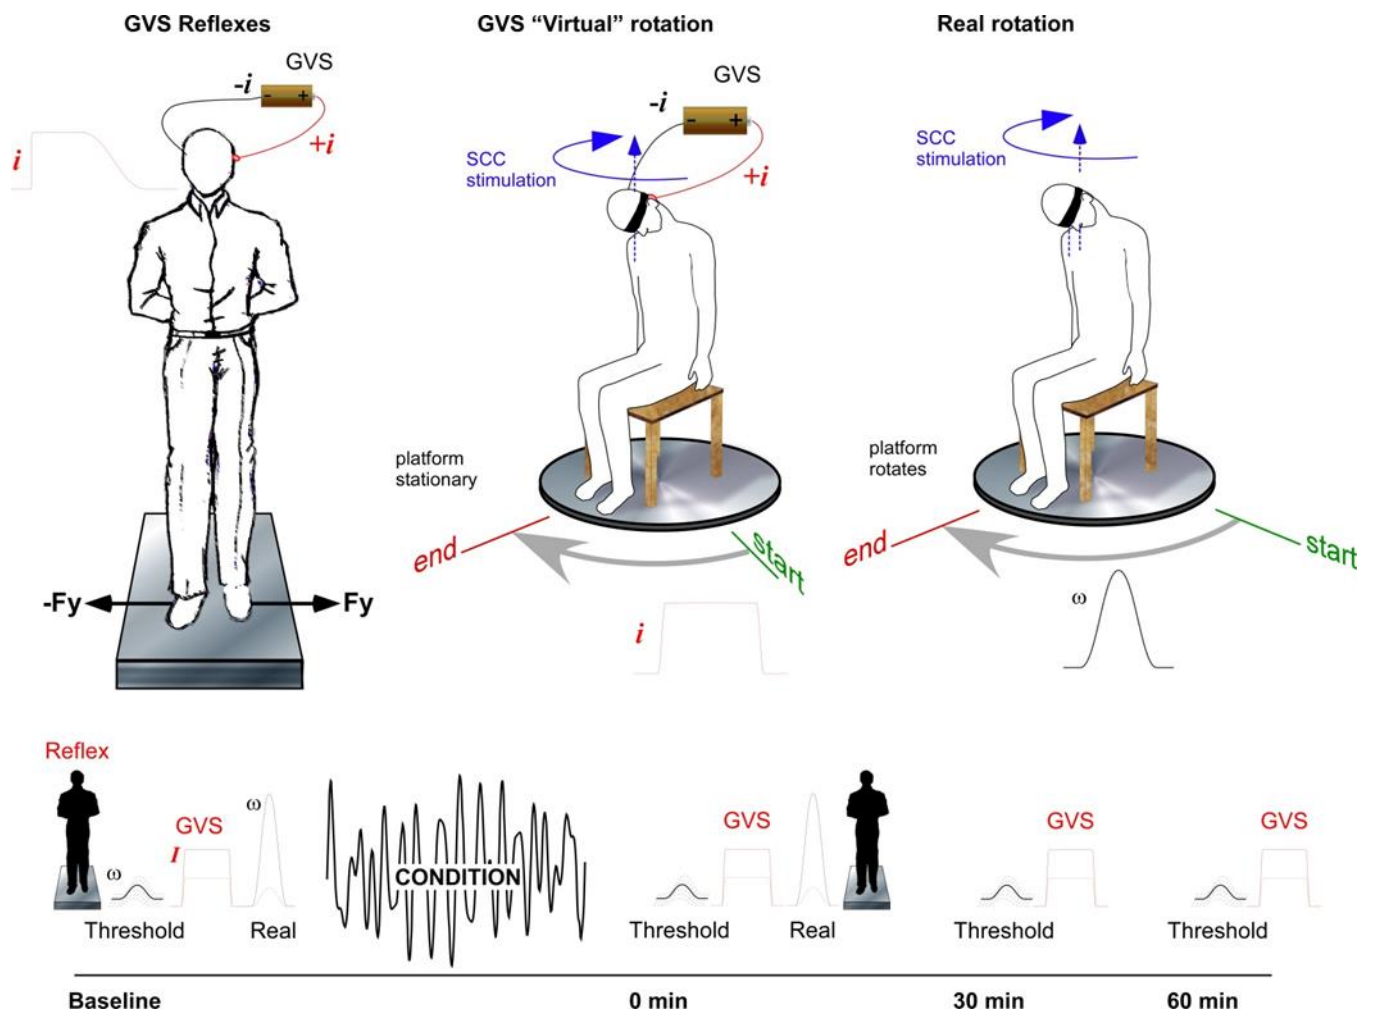 GVS Reflexes
GVS “Virtual” rotation
Real rotation
GVS
-i
- +
+i
i
-Fy
Fy
GVS
-i
- +
+i
SCC
stimulation
platform
stationary
end
start
i
SCC
stimulation
platform
rotates
end
start
ω
Reflex
ω
Threshold
GVS
I
ω
Real
CONDITION
Threshold
GVS
Real
Threshold
GVS
Threshold
GVS
Baseline
0 min
30 min
60 min